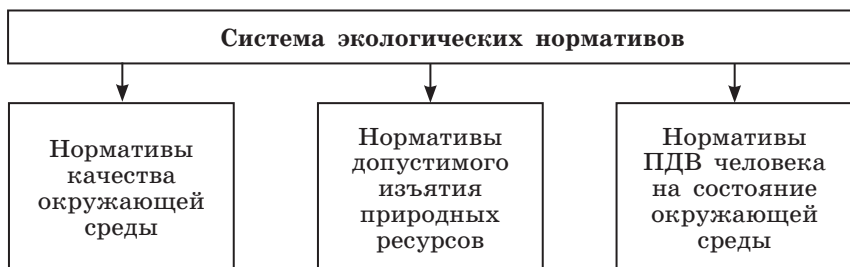 Система экологических нормативов
Нормативы
качества
окружающей
среды
Нормативы
допустимого
изъятия
природных
ресурсов
Нормативы
ПДВ человека
на состояние
окружающей
среды